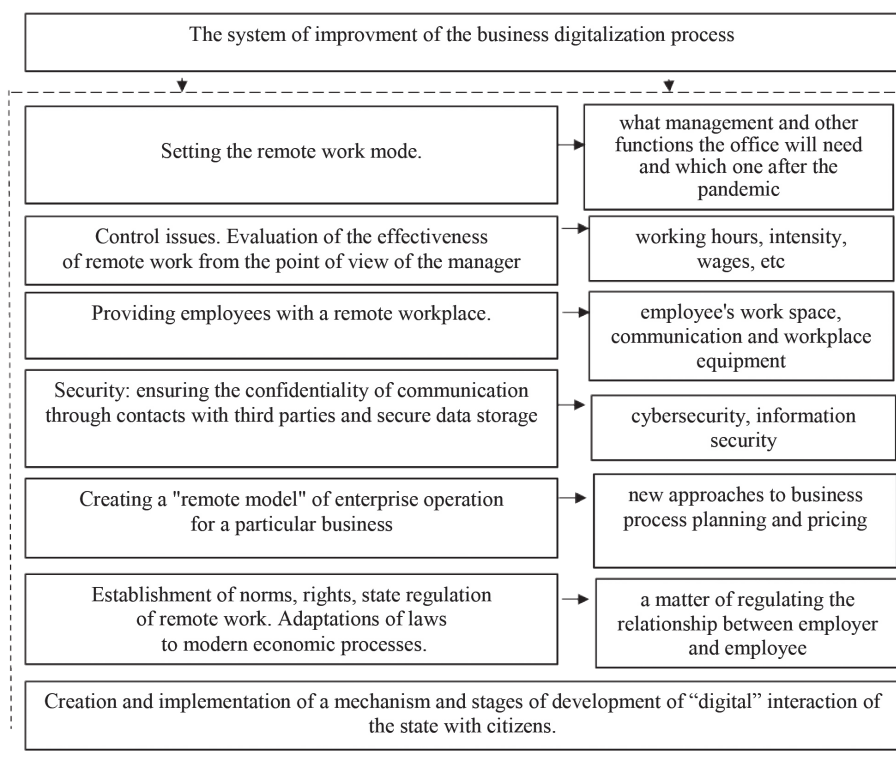 The system of improvment of the business digitalization process
Setting the remote work mode.
what management and other
functions the office will need
and which one after the
pandemic
Control issues. Evaluation of the effectiveness
of remote work from the point of view of the manager
working hours, intensity,
wages, etc
Providing employees with a remote workplace.
employee's work space,
communication and workplace
equipment
Security: ensuring the confidentiality of communication
through contacts with third parties and secure data storage
cybersecurity, information
security
Creating a "remote model" of enterprise operation
for a particular business
new approaches to business
process planning and pricing
Establishment of norms, rights, state regulation
of remote work. Adaptations of laws
to modern economic processes.
a matter of regulating the
relationship between employer
and employee
Creation and implementation of a mechanism and stages of development of “digital” interaction of
the state with citizens.